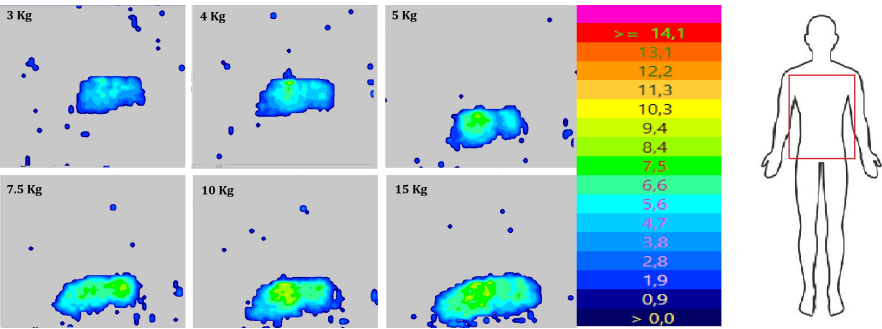 3 Kg
4 Kg
5 Kg
7.5 Kg
10 Kg
15 Kg
>= 14,1
13,1
12,2
11,3
10,3
9,4
8,4
7,5
6,6
5,6
4,7
3,8
2,8
1,9
0,9
> 0,0